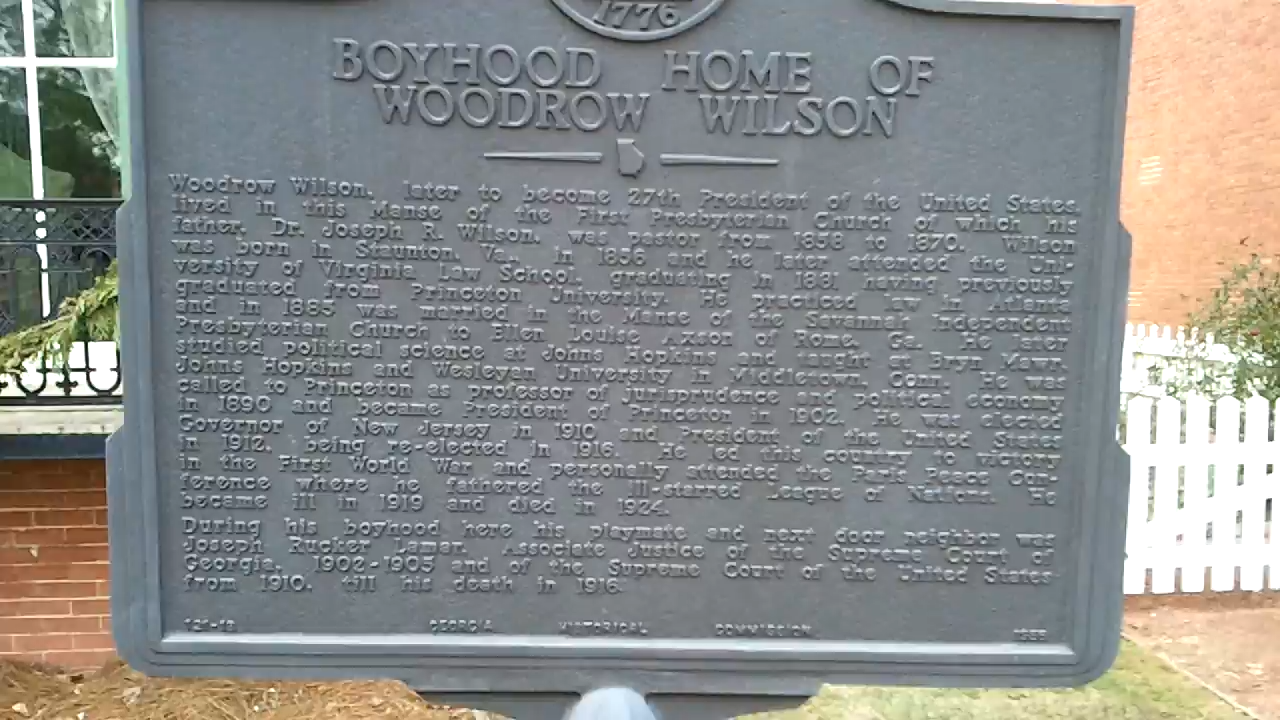 1776
BOYHOOD HOME OF
WOODROW WILSON
Woodrow Wilson, later to become 27th President of the United States,
lived in this Manse of the First Presbyterian Church of which his
father, Dr. Joseph R. Wilson, was pastor from 1858 to 1870. Wilson
was born in Staunton, Va., in 1856 and he later attended the Uni-
versity of Virginia Law School, graduating in 1881 having previously
graduated from Princeton University. He practiced law in Atlanta
and in 1885 was married in the Manse of the Savannah Independent
Presbyterian Church to Ellen Louise Axson of Rome, Ga. He later
studied political science at Johns Hopkins and taught at Bryn Mawr,
Johns Hopkins and Wesleyan University in Middletown, Conn. He was
called to Princeton as professor of Jurisprudence and political economy
in 1890 and became President of Princeton in 1902. He was elected
Governor of New Jersey in 1910 and President of the United States
in 1912, being re-elected in 1916. He led this country to victory
in the First World War and personally attended the Paris Peace Con-
ference where he fathered the ill-starred League of Nations. He
became ill in 1919 and died in 1924.
During his boyhood here his playmate and next door neighbor was
Joseph Rucker Lamar, Associate Justice of the Supreme Court of
Georgia, 1902-1905 and of the Supreme Court of the United States
from 1910, till his death in 1916.
GEORGIA HISTORICAL COMMISSION